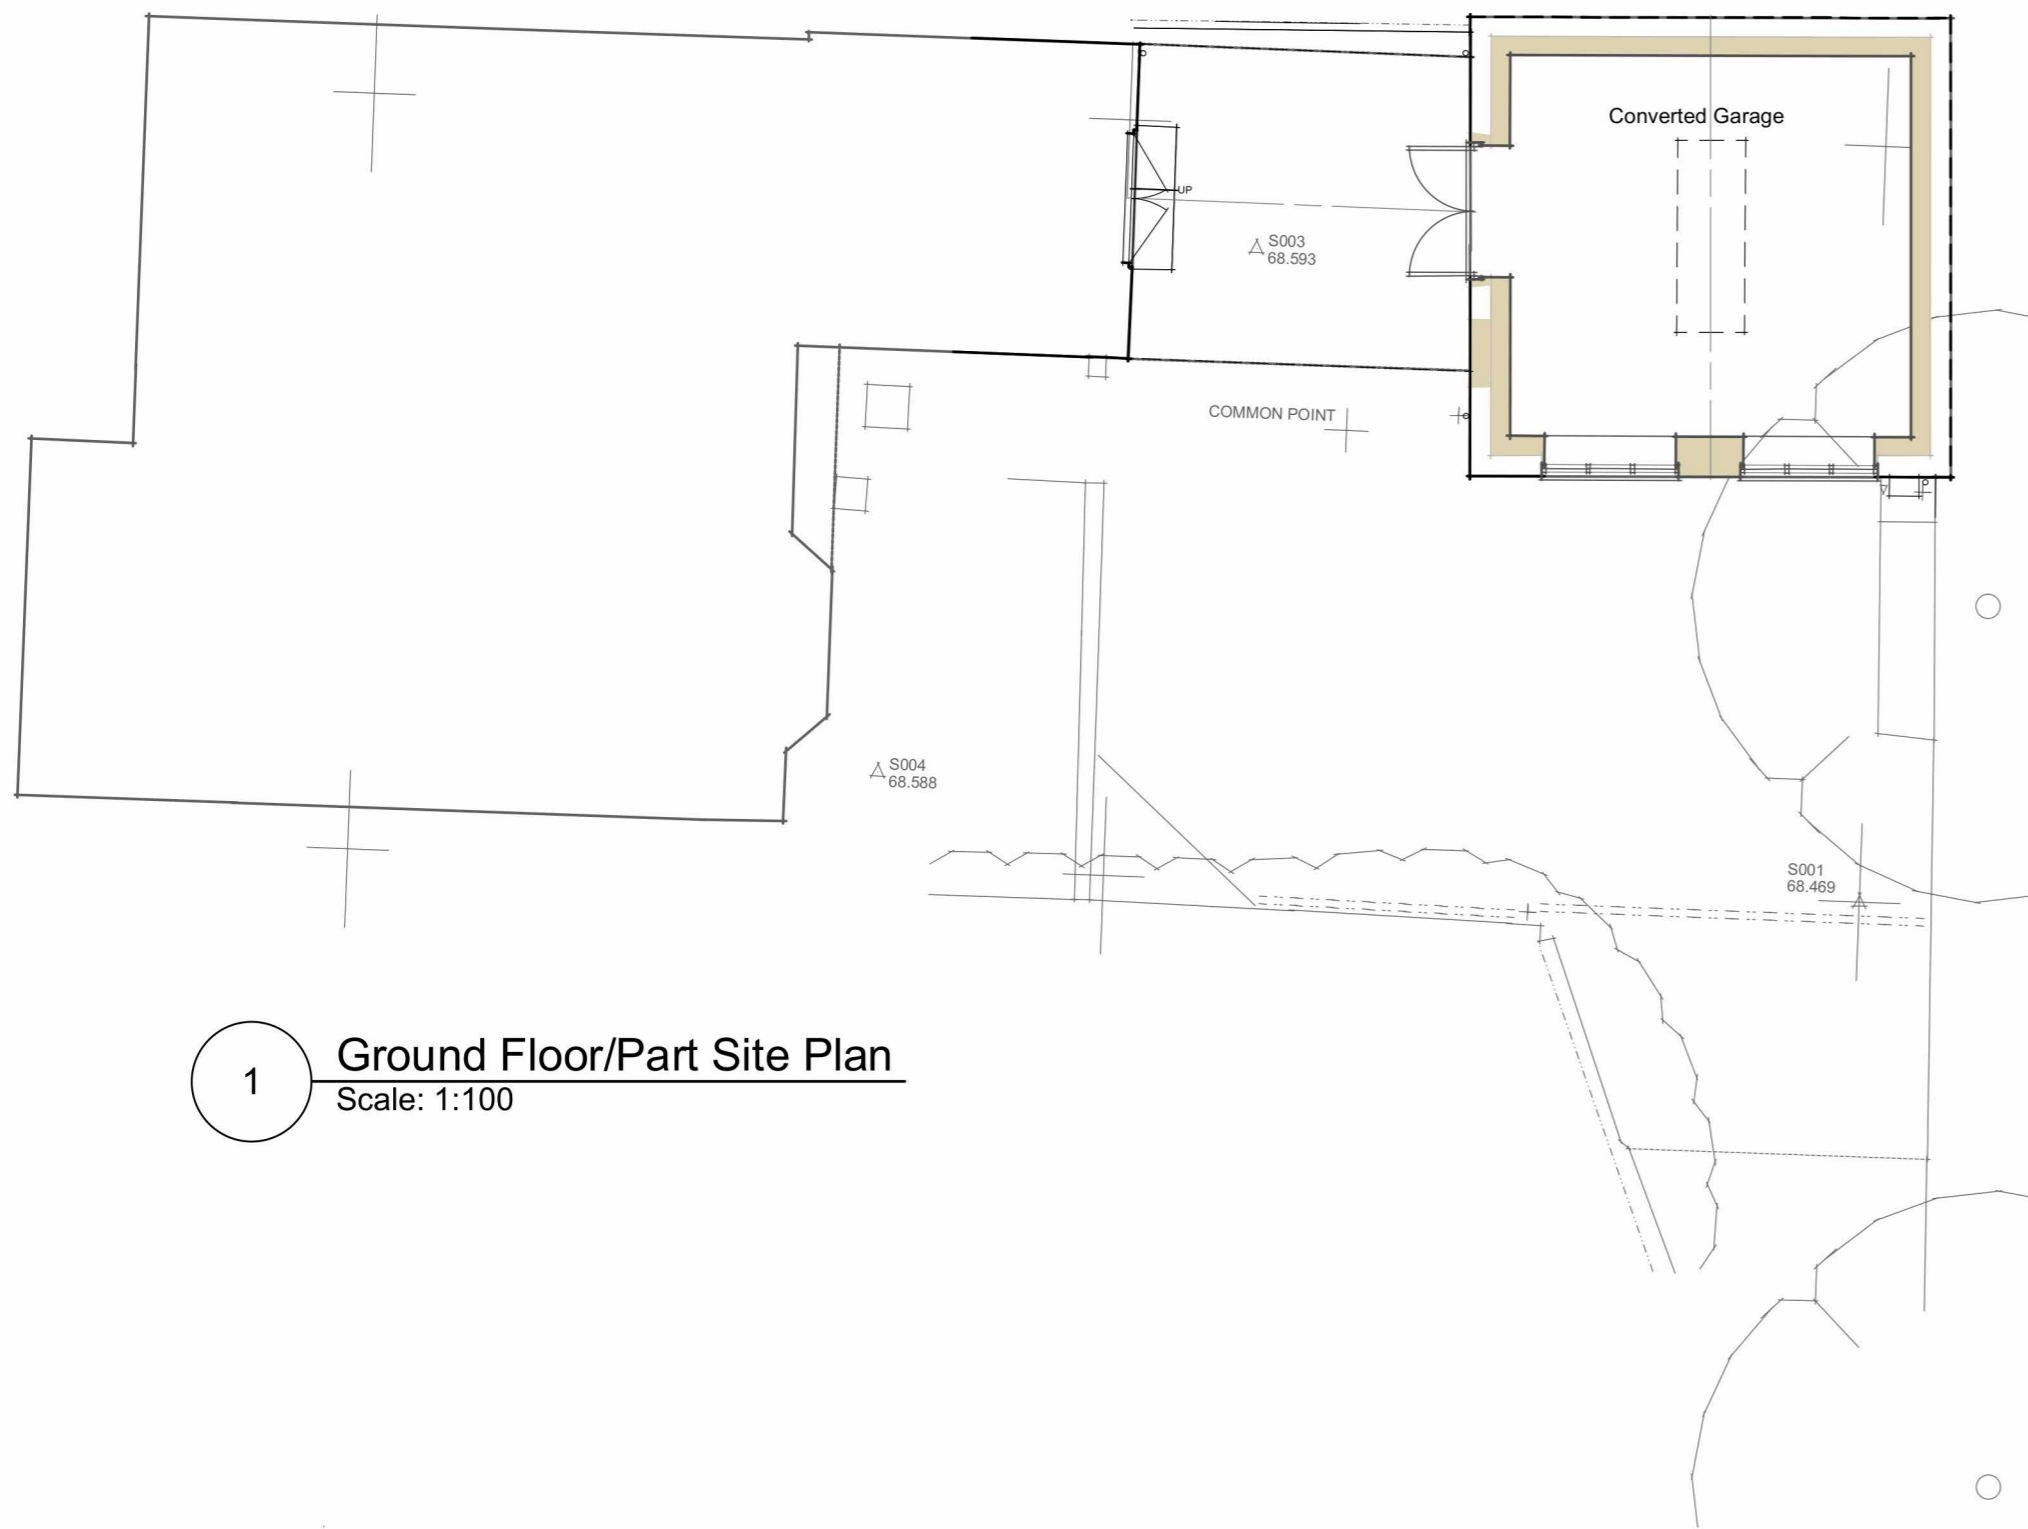 Converted Garage
UP
S003
68.593
COMMON POINT
S004
68.588
S001
68.469
1
Ground Floor/Part Site Plan
Scale: 1:100